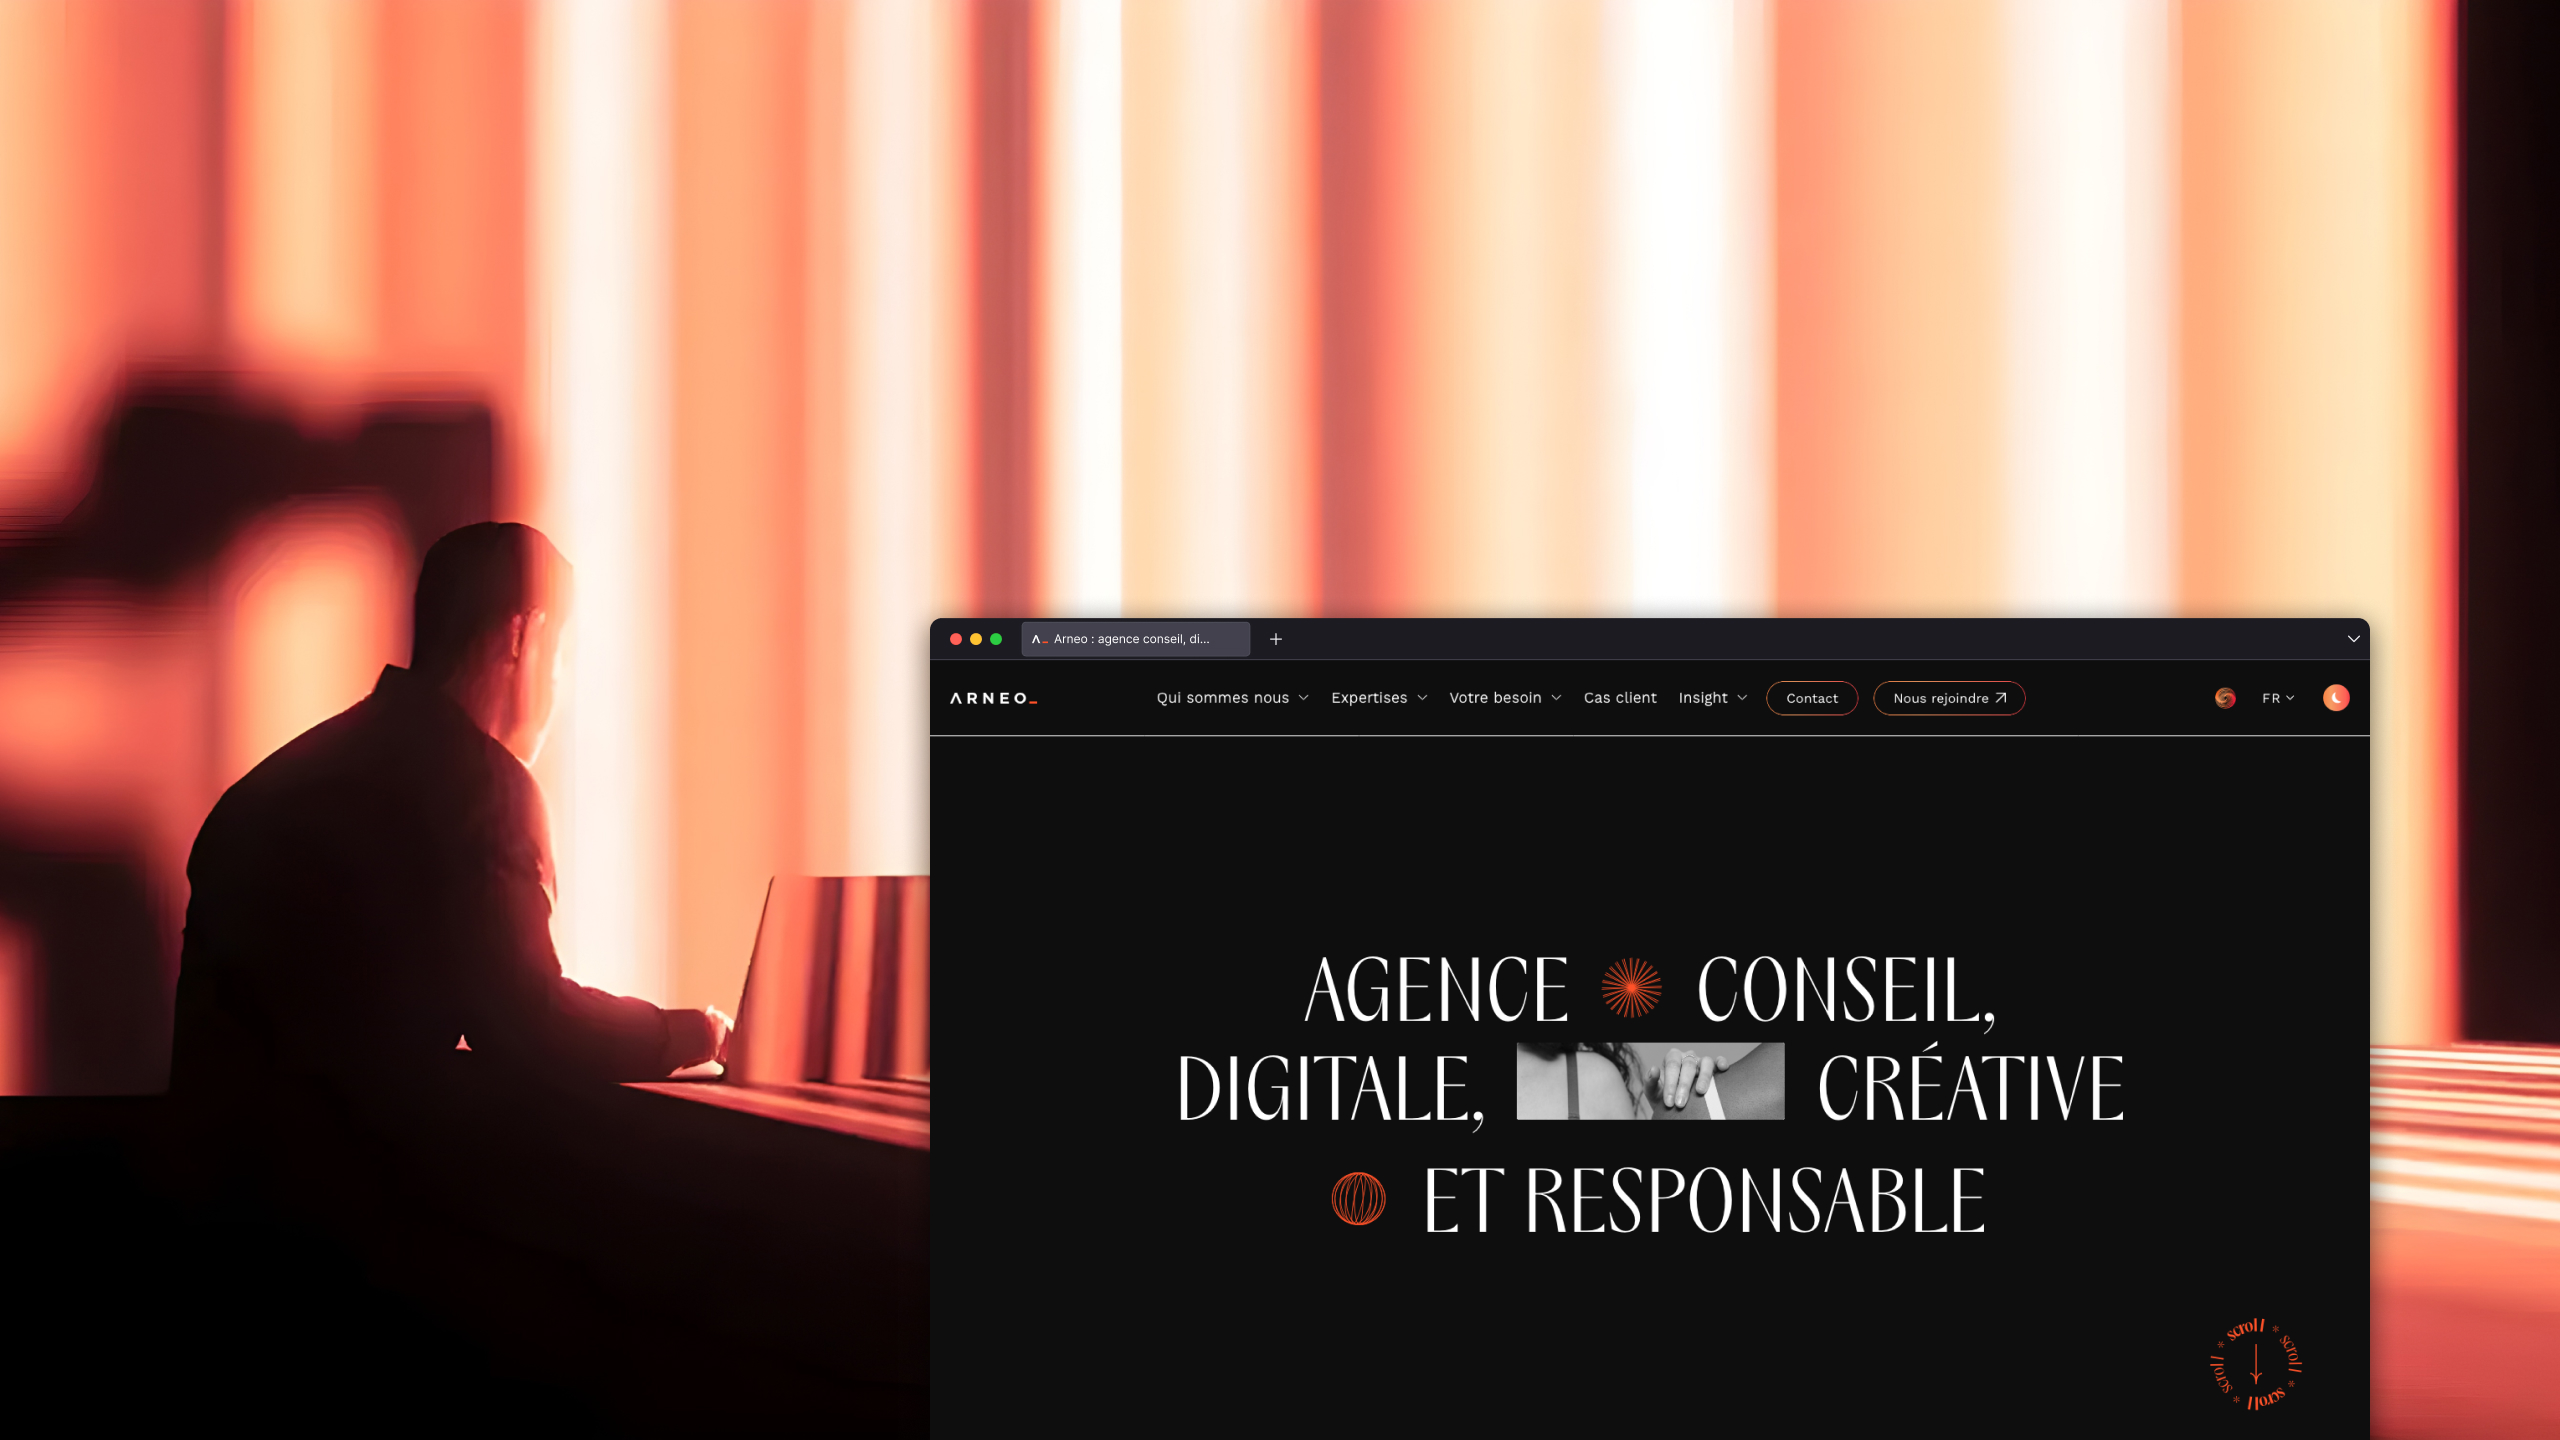 Arneo : agence conseil, di...
ARNEO_
Qui sommes nous Expertises Votre besoin Cas client Insight Contact Nous rejoindre FR
AGENCE CONSEIL,
DIGITALE, CRÉATIVE
ET RESPONSABLE
scroll * scroll * scroll * scroll *